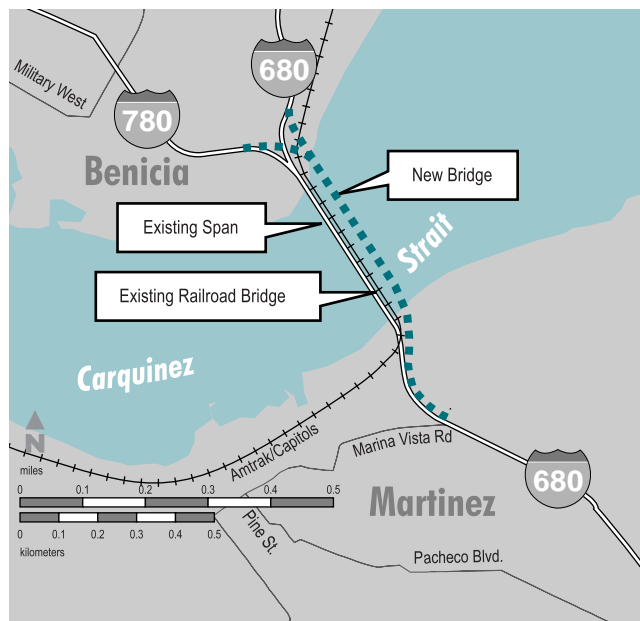 680
Military West
780
Benicia
New Bridge
Existing Span
Strait
Existing Railroad Bridge
Carquinez
N
miles
0 0.1 0.2 0.3 0.4 0.5
0 0.1 0.2 0.3 0.4 0.5
kilometers
Amtrak/Capitols
Marina Vista Rd
680
Martinez
Pine St.
Pacheco Blvd.